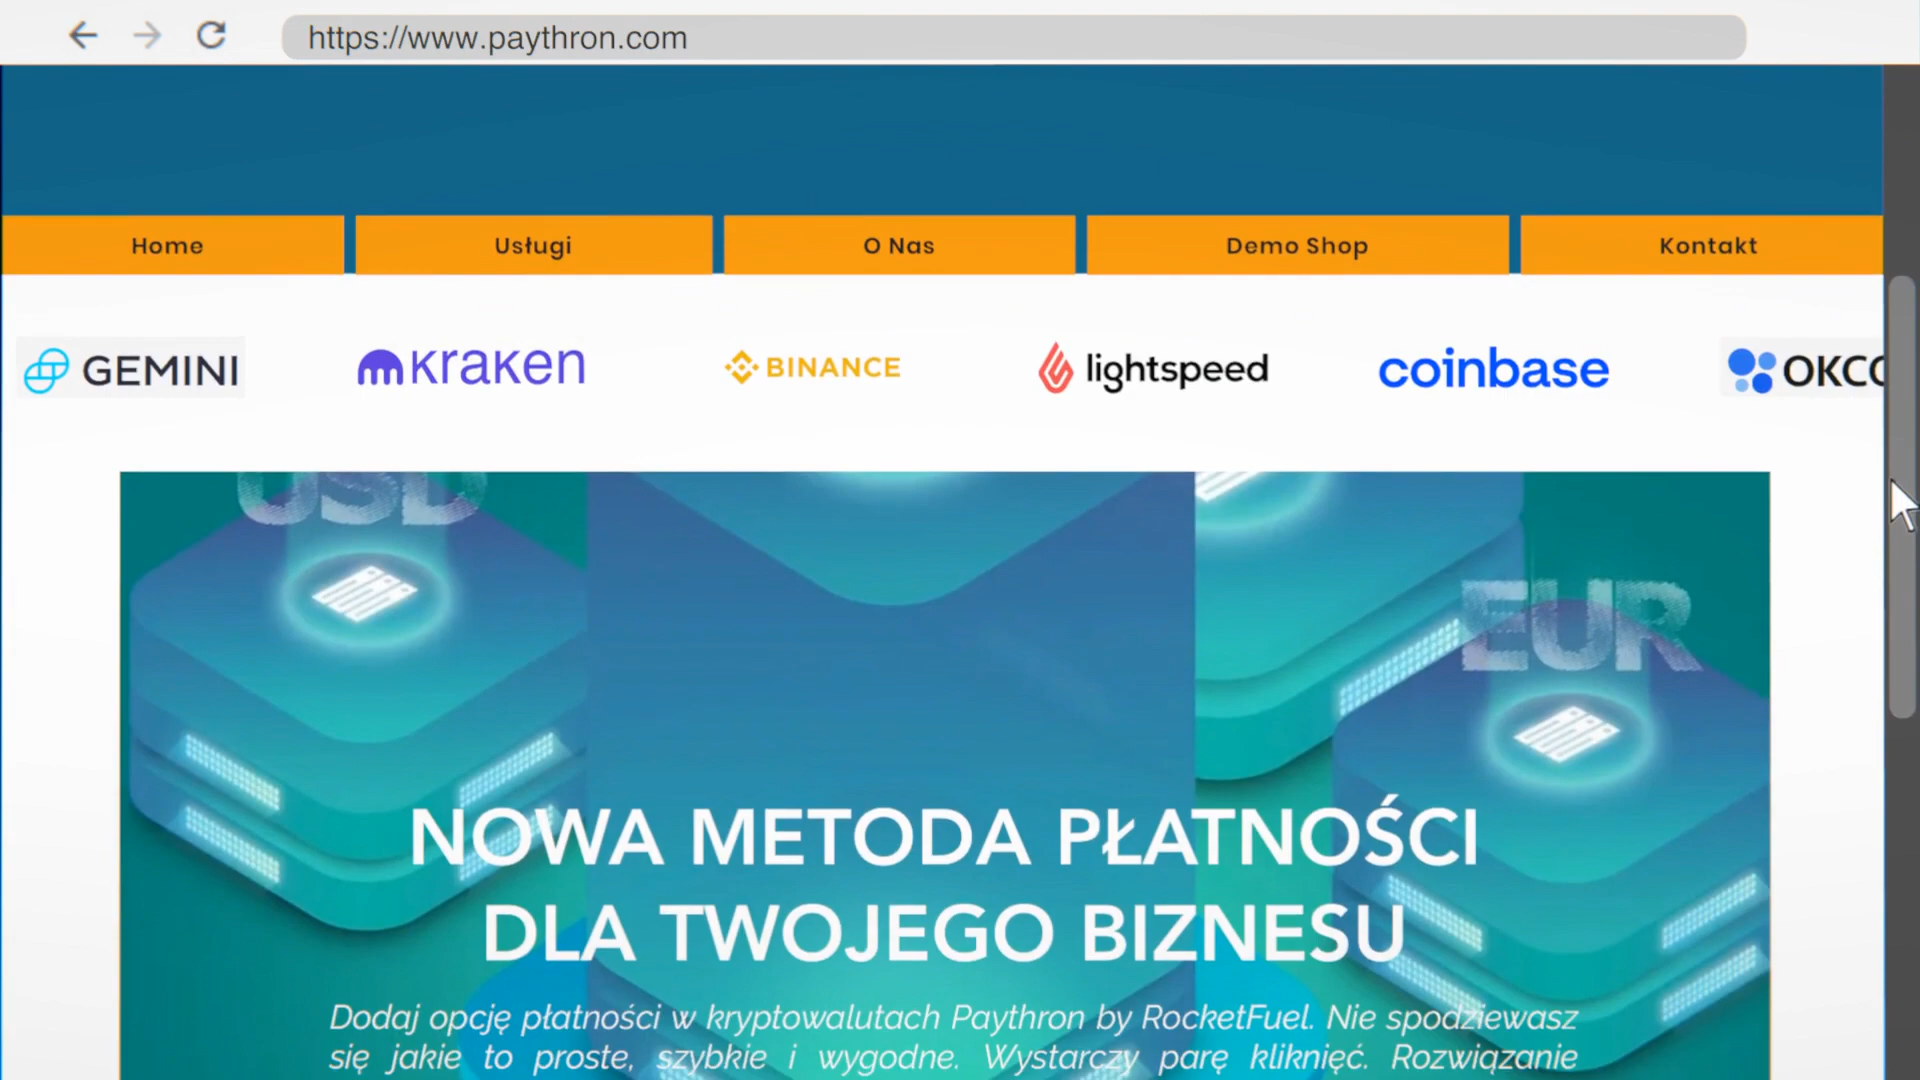 https://www.paythron.com
Home Usługi O Nas Demo Shop Kontakt
GEMINI kraken BINANCE lightspeed coinbase
USD
EUR
NOWA METODA PŁATNOŚCI
DLA TWOJEGO BIZNESU
Dodaj opcję płatności w kryptowalutach Paythron by RocketFuel. Nie spodziewasz
się jakie to proste, szybkie i wygodne. Wystarczy parę kliknięć. Rozwiązanie